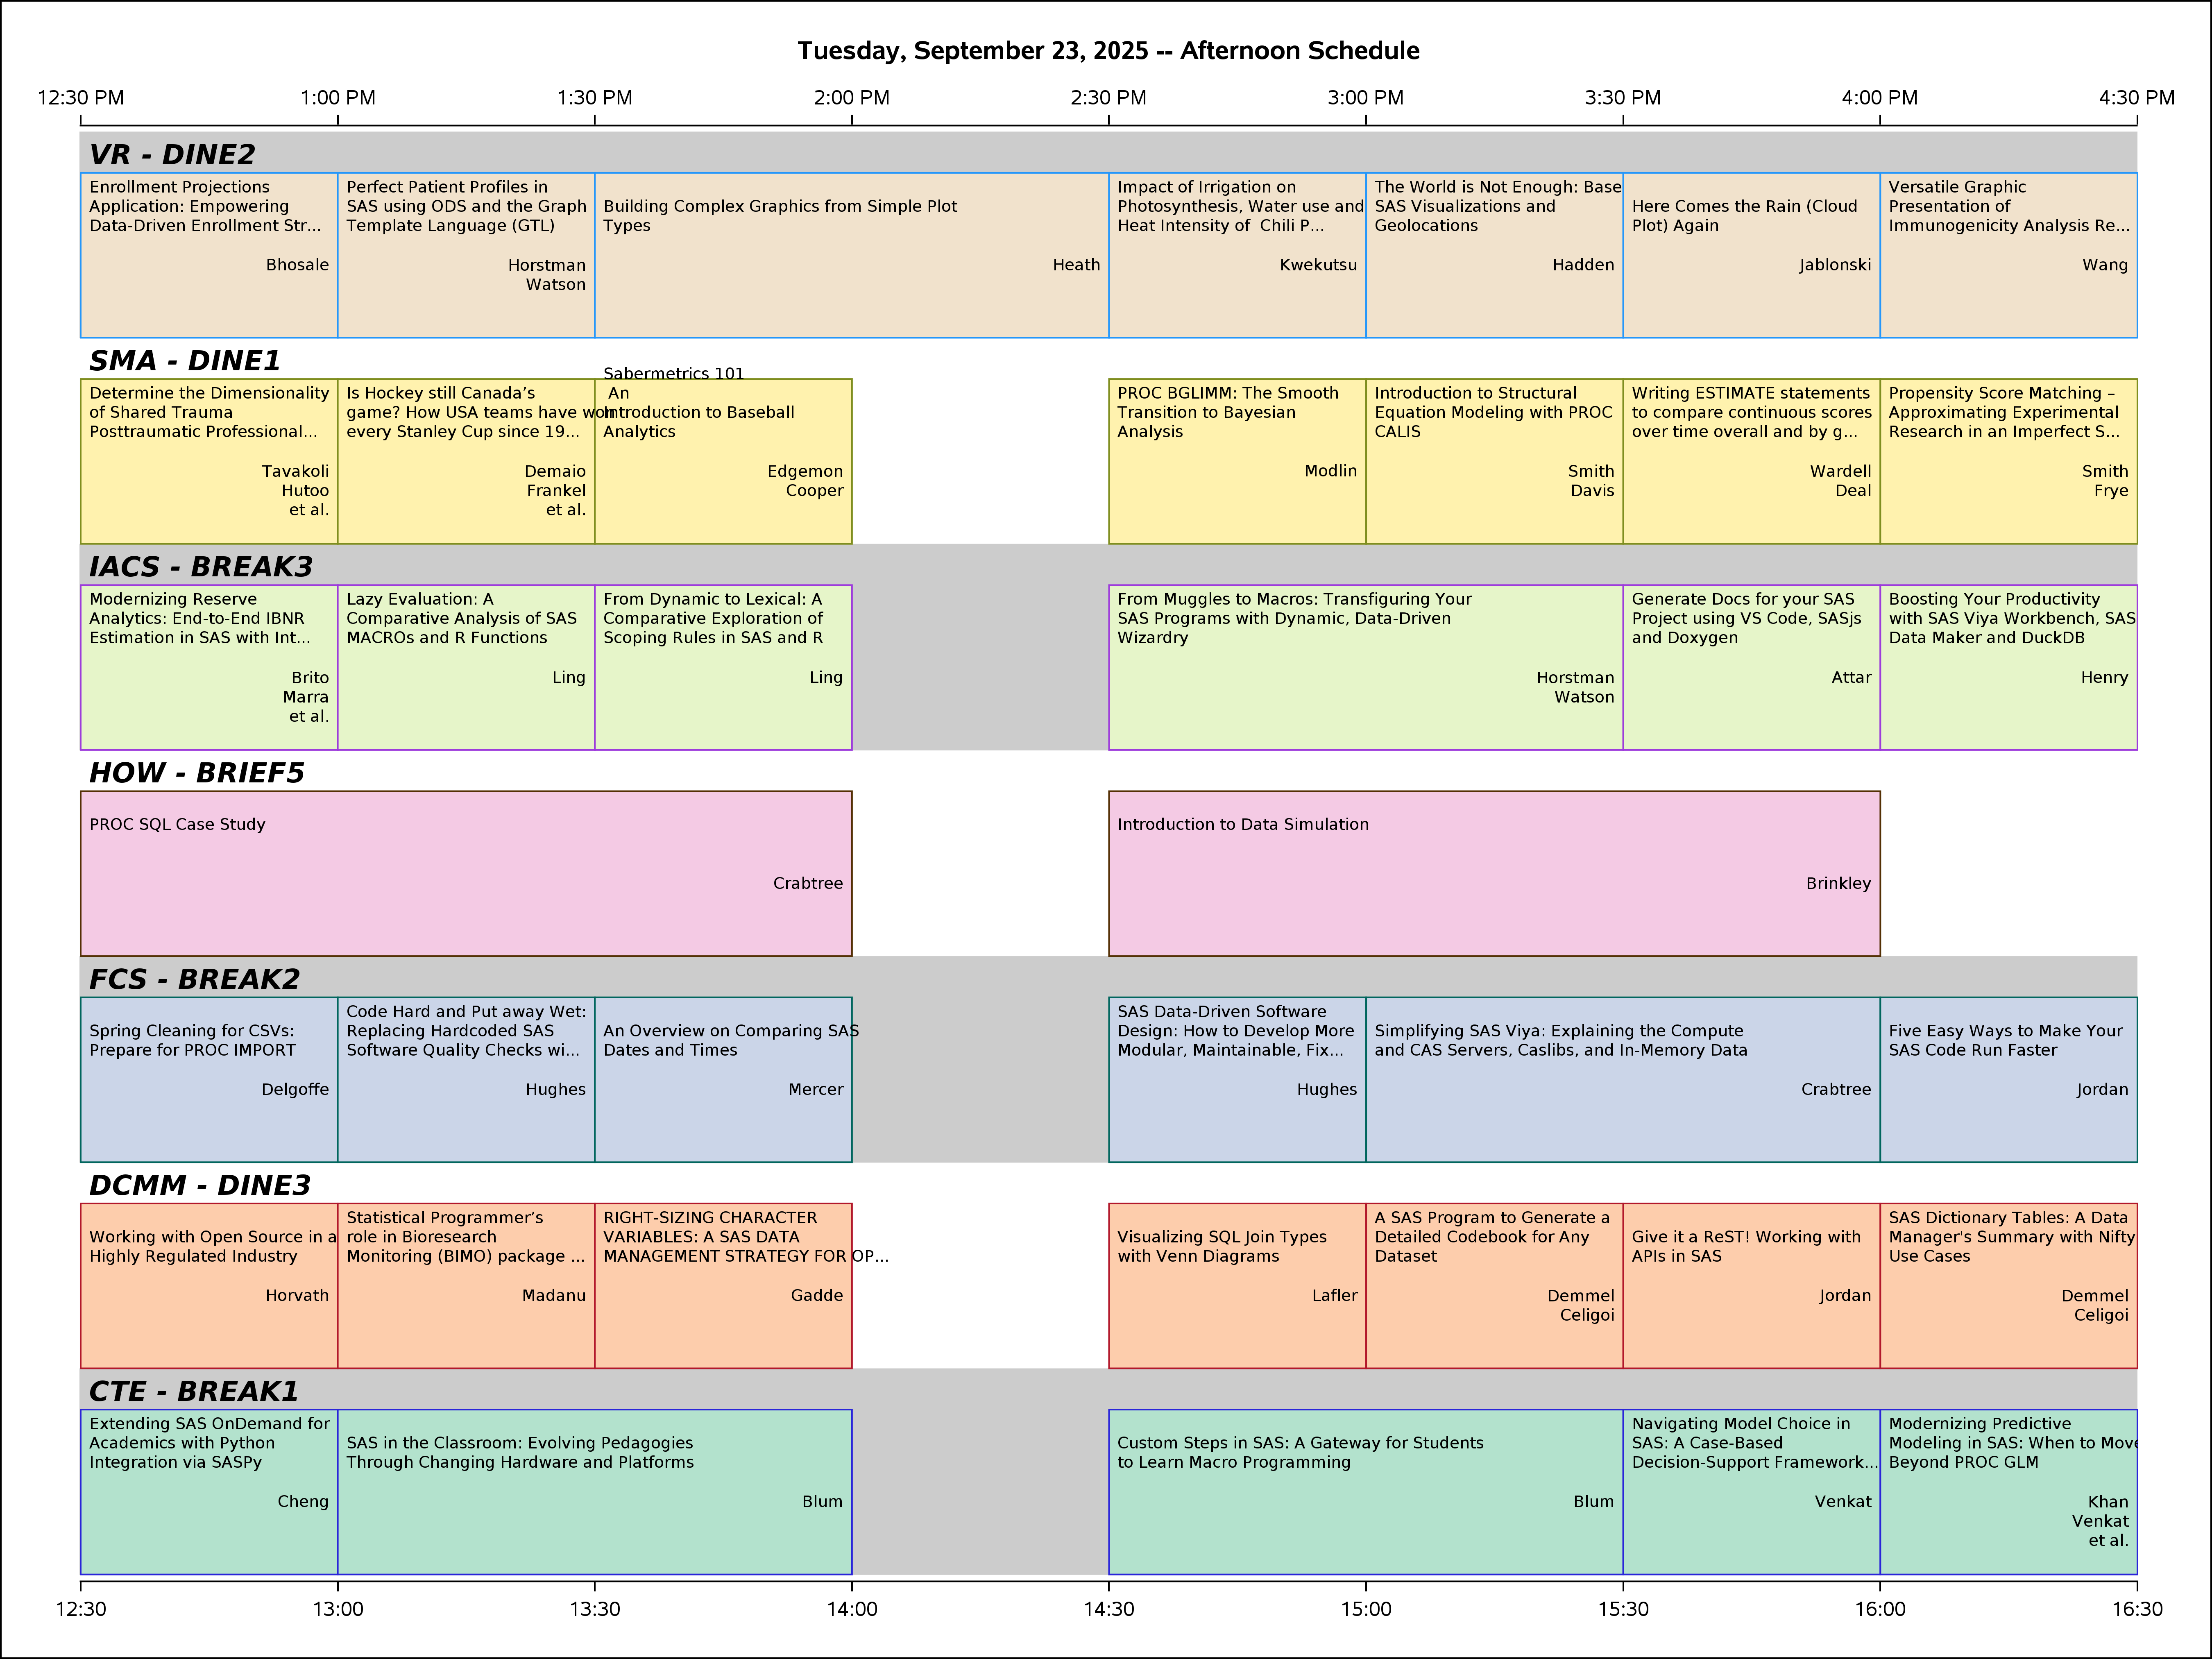 Tuesday, September 23, 2025 -- Afternoon Schedule
12:30 PM 1:00 PM 1:30 PM 2:00 PM 2:30 PM 3:00 PM 3:30 PM 4:00 PM 4:30 PM
VR - DINE2
Enrollment Projections
Application: Empowering
Data-Driven Enrollment Str...
Bhosale
Perfect Patient Profiles in
SAS using ODS and the Graph
Template Language (GTL)
Horstman
Watson
Building Complex Graphics from Simple Plot
Types
Heath
Impact of Irrigation on
Photosynthesis, Water use and
Heat Intensity of  Chili P...
Kwekutsu
The World is Not Enough: Base
SAS Visualizations and
Geolocations
Hadden
Here Comes the Rain (Cloud
Plot) Again
Jablonski
Versatile Graphic
Presentation of
Immunogenicity Analysis Re...
Wang
SMA - DINE1
Determine the Dimensionality
of Shared Trauma
Posttraumatic Professional...
Tavakoli
Hutoo
et al.
Is Hockey still Canada’s
game? How USA teams have won
every Stanley Cup since 19...
Demaio
Frankel
et al.
Sabermetrics 101
An
Introduction to Baseball
Analytics
Edgemon
Cooper
PROC BGLIMM: The Smooth
Transition to Bayesian
Analysis
Modlin
Introduction to Structural
Equation Modeling with PROC
CALIS
Smith
Davis
Writing ESTIMATE statements
to compare continuous scores
over time overall and by g...
Wardell
Deal
Propensity Score Matching –
Approximating Experimental
Research in an Imperfect S...
Smith
Frye
IACS - BREAK3
Modernizing Reserve
Analytics: End-to-End IBNR
Estimation in SAS with Int...
Brito
Marra
et al.
Lazy Evaluation: A
Comparative Analysis of SAS
MACROs and R Functions
Ling
From Dynamic to Lexical: A
Comparative Exploration of
Scoping Rules in SAS and R
Ling
From Muggles to Macros: Transfiguring Your
SAS Programs with Dynamic, Data-Driven
Wizardry
Horstman
Watson
Generate Docs for your SAS
Project using VS Code, SASjs
and Doxygen
Attar
Boosting Your Productivity
with SAS Viya Workbench, SAS
Data Maker and DuckDB
Henry
HOW - BRIEF5
PROC SQL Case Study
Crabtree
Introduction to Data Simulation
Brinkley
FCS - BREAK2
Spring Cleaning for CSVs:
Prepare for PROC IMPORT
Delgoffe
Code Hard and Put away Wet:
Replacing Hardcoded SAS
Software Quality Checks wi...
Hughes
An Overview on Comparing SAS
Dates and Times
Mercer
SAS Data-Driven Software
Design: How to Develop More
Modular, Maintainable, Fix...
Hughes
Simplifying SAS Viya: Explaining the Compute
and CAS Servers, Caslibs, and In-Memory Data
Crabtree
Five Easy Ways to Make Your
SAS Code Run Faster
Jordan
DCMM - DINE3
Working with Open Source in a
Highly Regulated Industry
Horvath
Statistical Programmer’s
role in Bioresearch
Monitoring (BIMO) package ...
Madanu
RIGHT-SIZING CHARACTER
VARIABLES: A SAS DATA
MANAGEMENT STRATEGY FOR OP...
Gadde
Visualizing SQL Join Types
with Venn Diagrams
Lafler
A SAS Program to Generate a
Detailed Codebook for Any
Dataset
Demmel
Celigoi
Give it a ReST! Working with
APIs in SAS
Jordan
SAS Dictionary Tables: A Data
Manager's Summary with Nifty
Use Cases
Demmel
Celigoi
CTE - BREAK1
Extending SAS OnDemand for
Academics with Python
Integration via SASPy
Cheng
SAS in the Classroom: Evolving Pedagogies
Through Changing Hardware and Platforms
Blum
Custom Steps in SAS: A Gateway for Students
to Learn Macro Programming
Blum
Navigating Model Choice in
SAS: A Case-Based
Decision-Support Framework...
Venkat
Modernizing Predictive
Modeling in SAS: When to Move
Beyond PROC GLM
Khan
Venkat
et al.
12:30 13:00 13:30 14:00 14:30 15:00 15:30 16:00 16:30